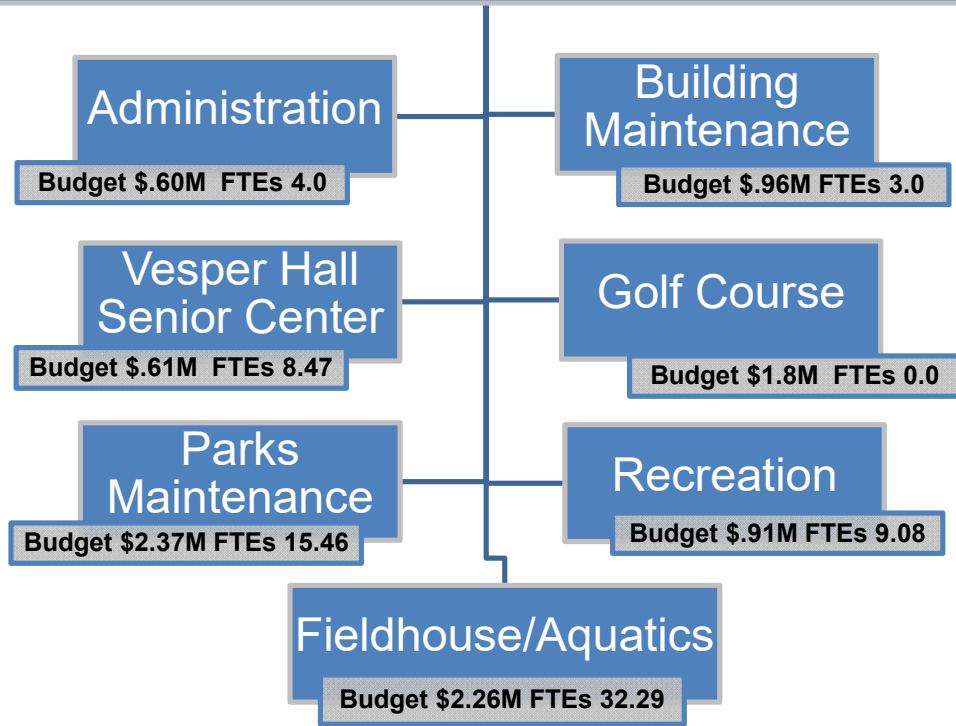 Administration
Budget $.60M FTEs 4.0
Building
Maintenance
Budget $.96M FTEs 3.0
Vesper Hall
Senior Center
Budget $.61M FTEs 8.47
Golf Course
Budget $1.8M FTEs 0.0
Parks
Maintenance
Budget $2.37M FTEs 15.46
Recreation
Budget $.91M FTEs 9.08
Fieldhouse/Aquatics
Budget $2.26M FTEs 32.29